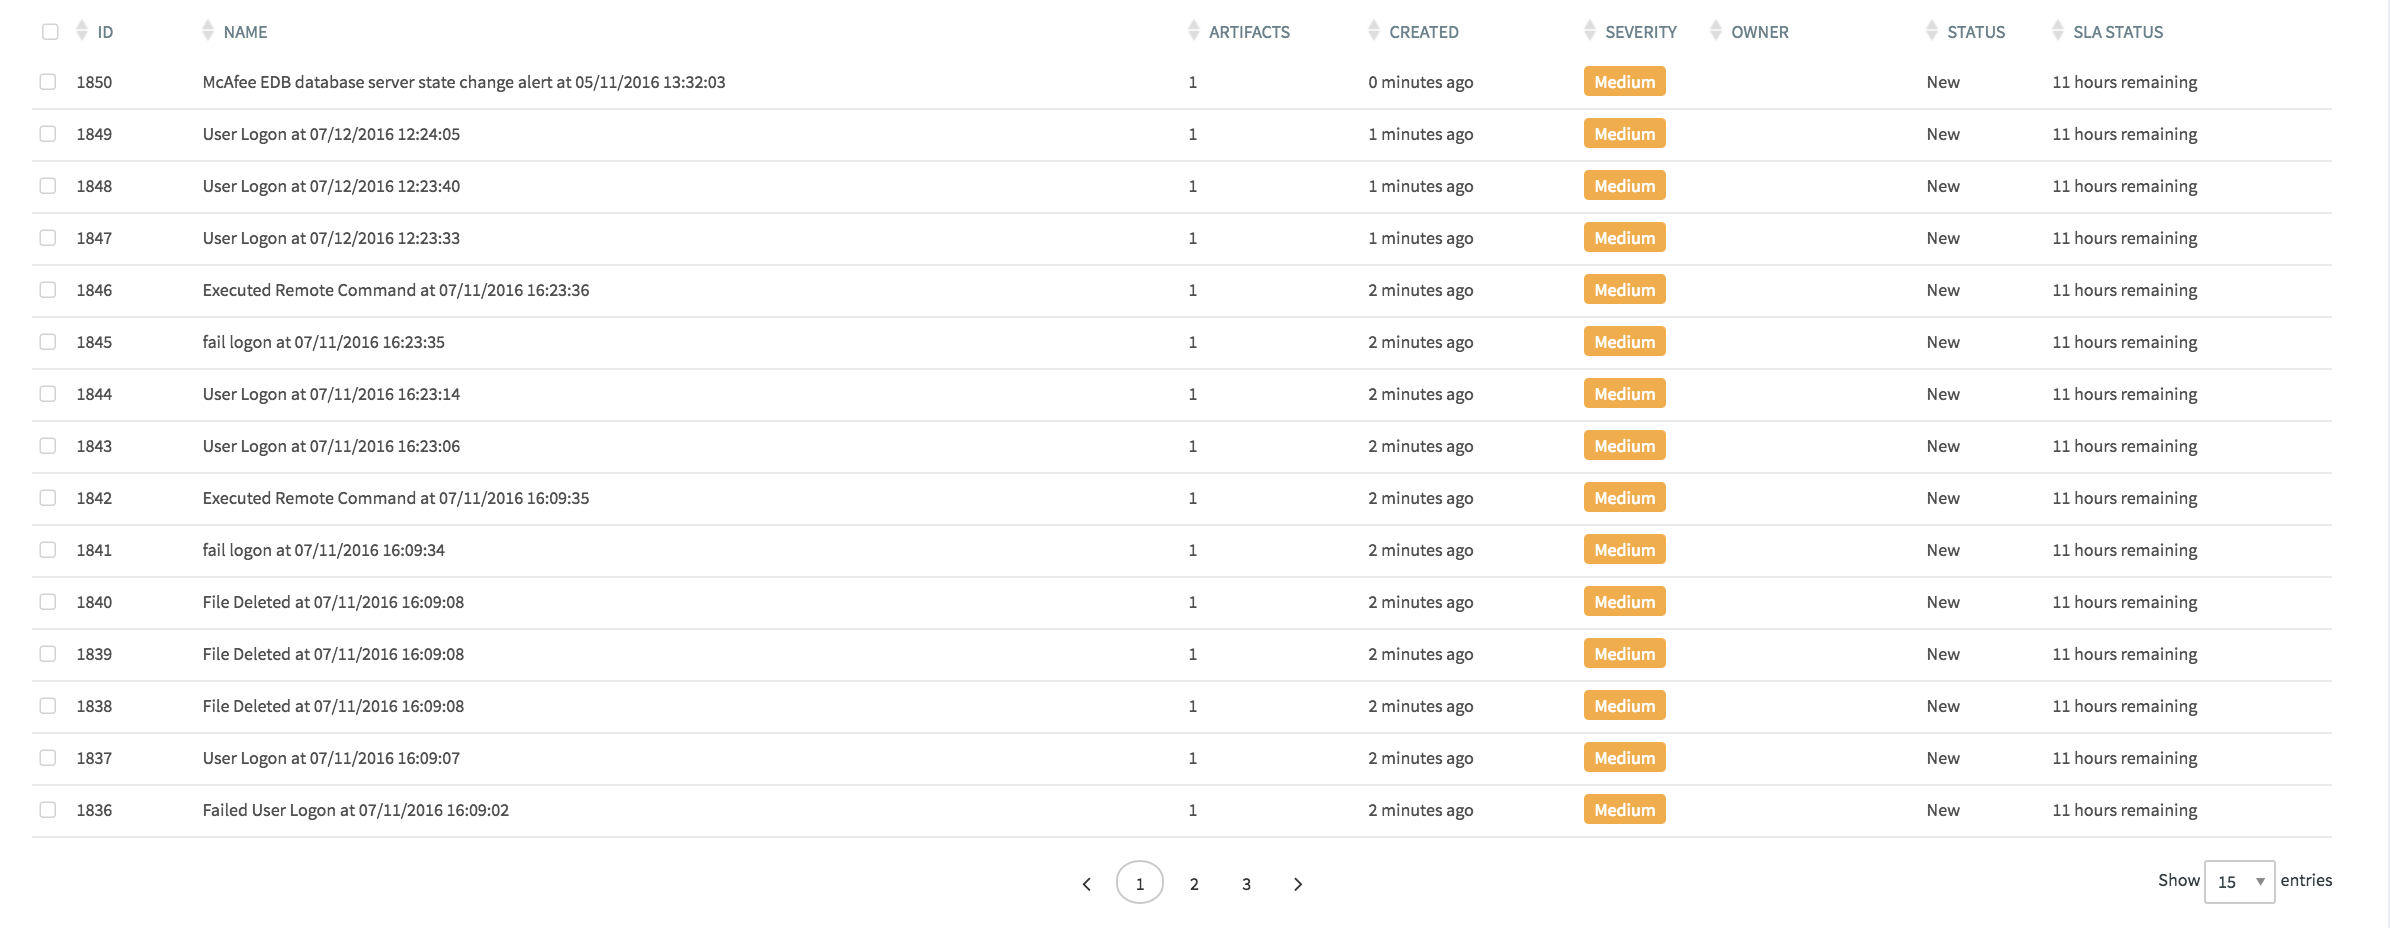 ID NAME ARTIFACTS CREATED SEVERITY OWNER STATUS SLA STATUS
1850 McAfee EDB database server state change alert at 05/11/2016 13:32:03 1 0 minutes ago Medium New 11 hours remaining
1849 User Logon at 07/12/2016 12:24:05 1 1 minutes ago Medium New 11 hours remaining
1848 User Logon at 07/12/2016 12:23:40 1 1 minutes ago Medium New 11 hours remaining
1847 User Logon at 07/12/2016 12:23:33 1 1 minutes ago Medium New 11 hours remaining
1846 Executed Remote Command at 07/11/2016 16:23:36 1 2 minutes ago Medium New 11 hours remaining
1845 fail logon at 07/11/2016 16:23:35 1 2 minutes ago Medium New 11 hours remaining
1844 User Logon at 07/11/2016 16:23:14 1 2 minutes ago Medium New 11 hours remaining
1843 User Logon at 07/11/2016 16:23:06 1 2 minutes ago Medium New 11 hours remaining
1842 Executed Remote Command at 07/11/2016 16:09:35 1 2 minutes ago Medium New 11 hours remaining
1841 fail logon at 07/11/2016 16:09:34 1 2 minutes ago Medium New 11 hours remaining
1840 File Deleted at 07/11/2016 16:09:08 1 2 minutes ago Medium New 11 hours remaining
1839 File Deleted at 07/11/2016 16:09:08 1 2 minutes ago Medium New 11 hours remaining
1838 File Deleted at 07/11/2016 16:09:08 1 2 minutes ago Medium New 11 hours remaining
1837 User Logon at 07/11/2016 16:09:07 1 2 minutes ago Medium New 11 hours remaining
1836 Failed User Logon at 07/11/2016 16:09:02 1 2 minutes ago Medium New 11 hours remaining
1 2 3 Show 15 entries